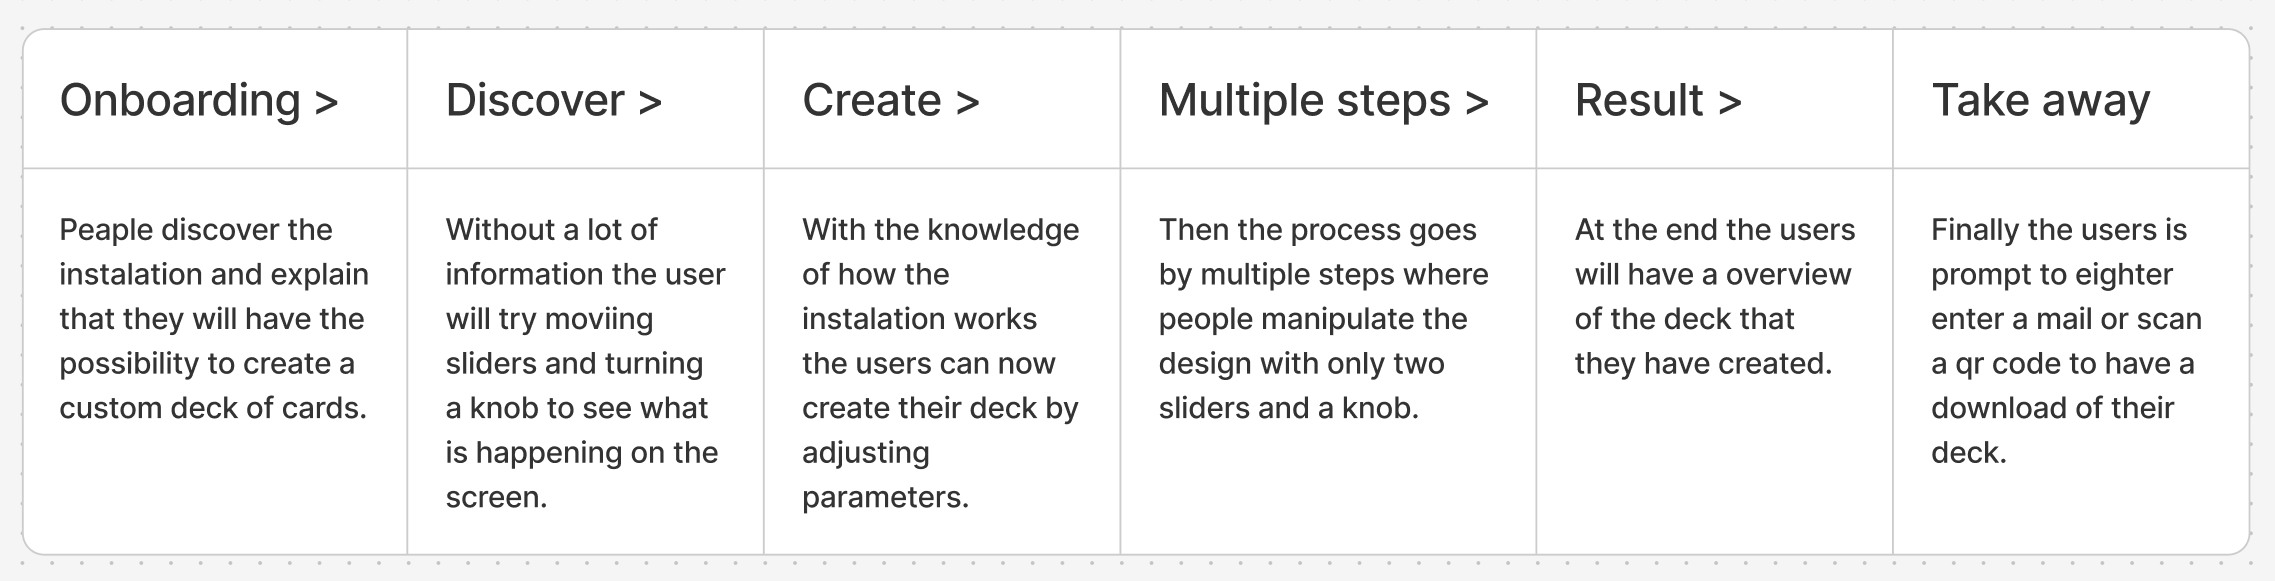 Onboarding >
Discover >
Create >
Multiple steps >
Result >
Take away
Peaple discover the
instalation and explain
that they will have the
possibility to create a
custom deck of cards.
Without a lot of
information the user
will try moviing
sliders and turning
a knob to see what
is happening on the
screen.
With the knowledge
of how the
instalation works
the users can now
create their deck by
adjusting
parameters.
Then the process goes
by multiple steps where
people manipulate the
design with only two
sliders and a knob.
At the end the users
will have a overview
of the deck that
they have created.
Finally the users is
prompt to eighter
enter a mail or scan
a qr code to have a
download of their
deck.